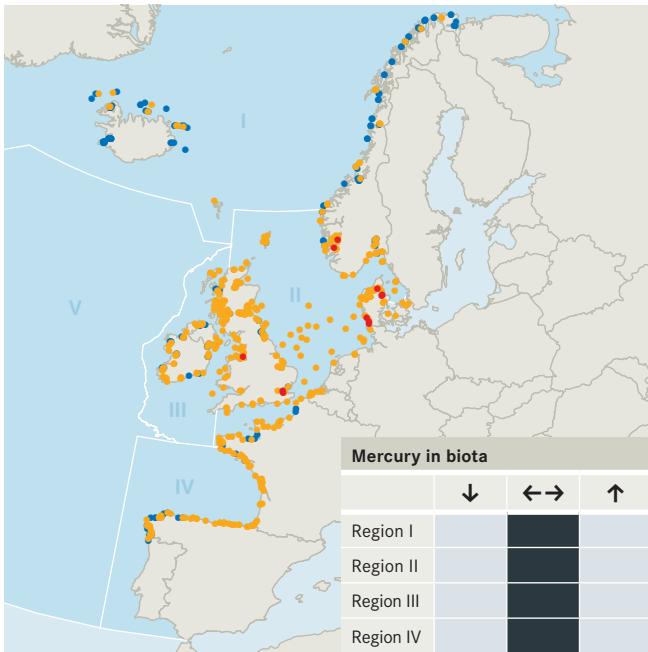 I
II
V
III
IV
Mercury in biota
↓ ←→ ↑
Region I
Region II
Region III
Region IV